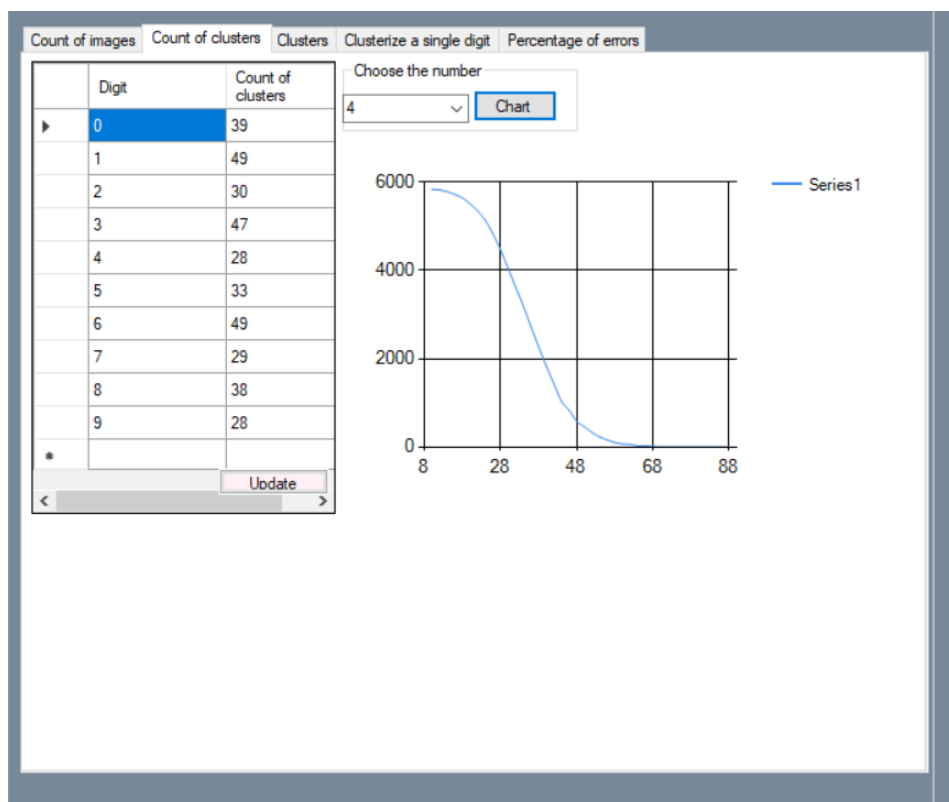 Count of images Count of clusters Clusters Clusterize a single digit Percentage of errors
Digit Count of clusters
0 39
1 49
2 30
3 47
4 28
5 33
6 49
7 29
8 38
9 28
Update
Choose the number
4 Chart
6000
4000
2000
0
8 28 48 68 88
Series1